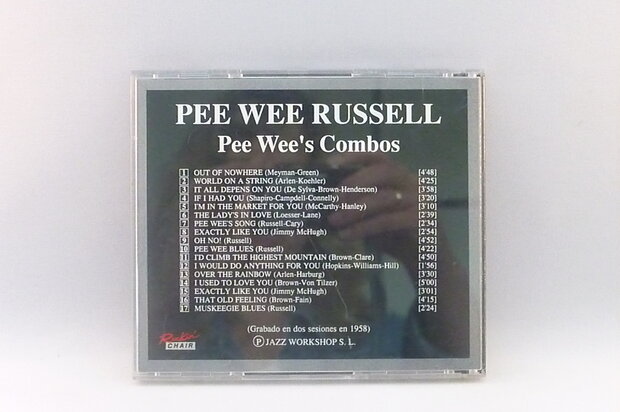 PEE WEE RUSSELL
Pee Wee's Combos
1 OUT OF NOWHERE (Meyman-Green) [4'48]
2 WORLD ON A STRING (Arlen-Koehler) [4'25]
3 IT ALL DEPENS ON YOU (De Sylva-Brown-Henderson) [3'58]
4 IF I HAD YOU (Shapiro-Campdell-Connelly) [3'20]
5 I'M IN THE MARKET FOR YOU (McCarthy-Hanley) [3'10]
6 THE LADY'S IN LOVE (Loesser-Lane) [2'39]
7 PEE WEE'S SONG (Russell-Cary) [2'34]
8 EXACTLY LIKE YOU (Jimmy McHugh) [2'54]
9 OH NO! (Russell) [4'52]
10 PEE WEE BLUES (Russell) [4'22]
11 I'D CLIMB THE HIGHEST MOUNTAIN (Brown-Clare) [4'50]
12 I WOULD DO ANYTHING FOR YOU (Hopkins-Williams-Hill) [1'56]
13 OVER THE RAINBOW (Arlen-Harburg) [3'30]
14 I USED TO LOVE YOU (Brown-Von Tilzer) [5'00]
15 EXACTLY LIKE YOU (Jimmy McHugh) [3'01]
16 THAT OLD FEELING (Brown-Fain) [4'15]
17 MUSKEEGIE BLUES (Russell) [2'24]
(Grabado en dos sesiones en 1958)
Ⓟ JAZZ WORKSHOP S. L.
Rockin'
CHAIR